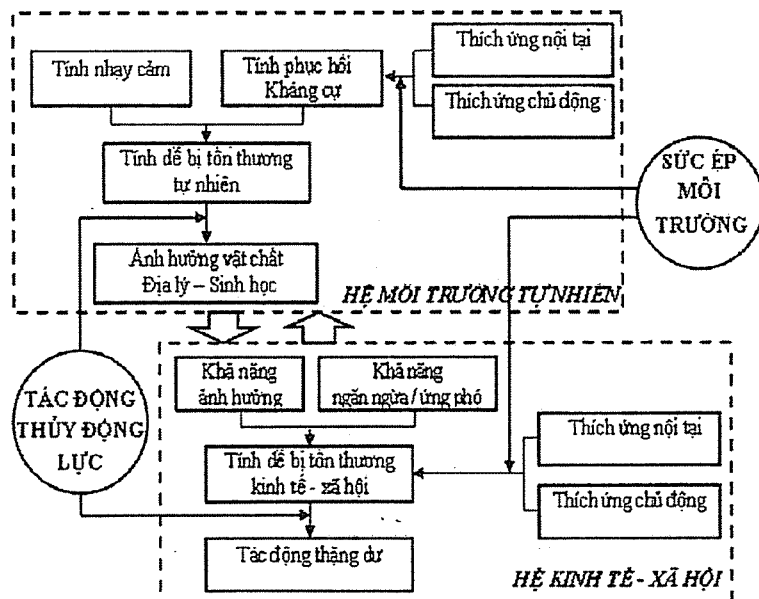 Tính nhạy cảm
Tính phục hồi
Kháng cự
Thích ứng nội tại
Thích ứng chủ động
Tính dễ bị tổn thương
tự nhiên
SỨC ÉP
MÔI
TRƯỜNG
Ảnh hưởng vật chất
Địa lý – Sinh học
HỆ MÔI TRƯỜNG TỰ NHIÊN
Khả năng
ảnh hưởng
Khả năng
ngăn ngừa / ứng phó
TÁC ĐỘNG
THỦY ĐỘNG
LỰC
Tính dễ bị tổn thương
kinh tế - xã hội
Thích ứng nội tại
Thích ứng chủ động
Tác động thặng dư
HỆ KINH TẾ - XÃ HỘI